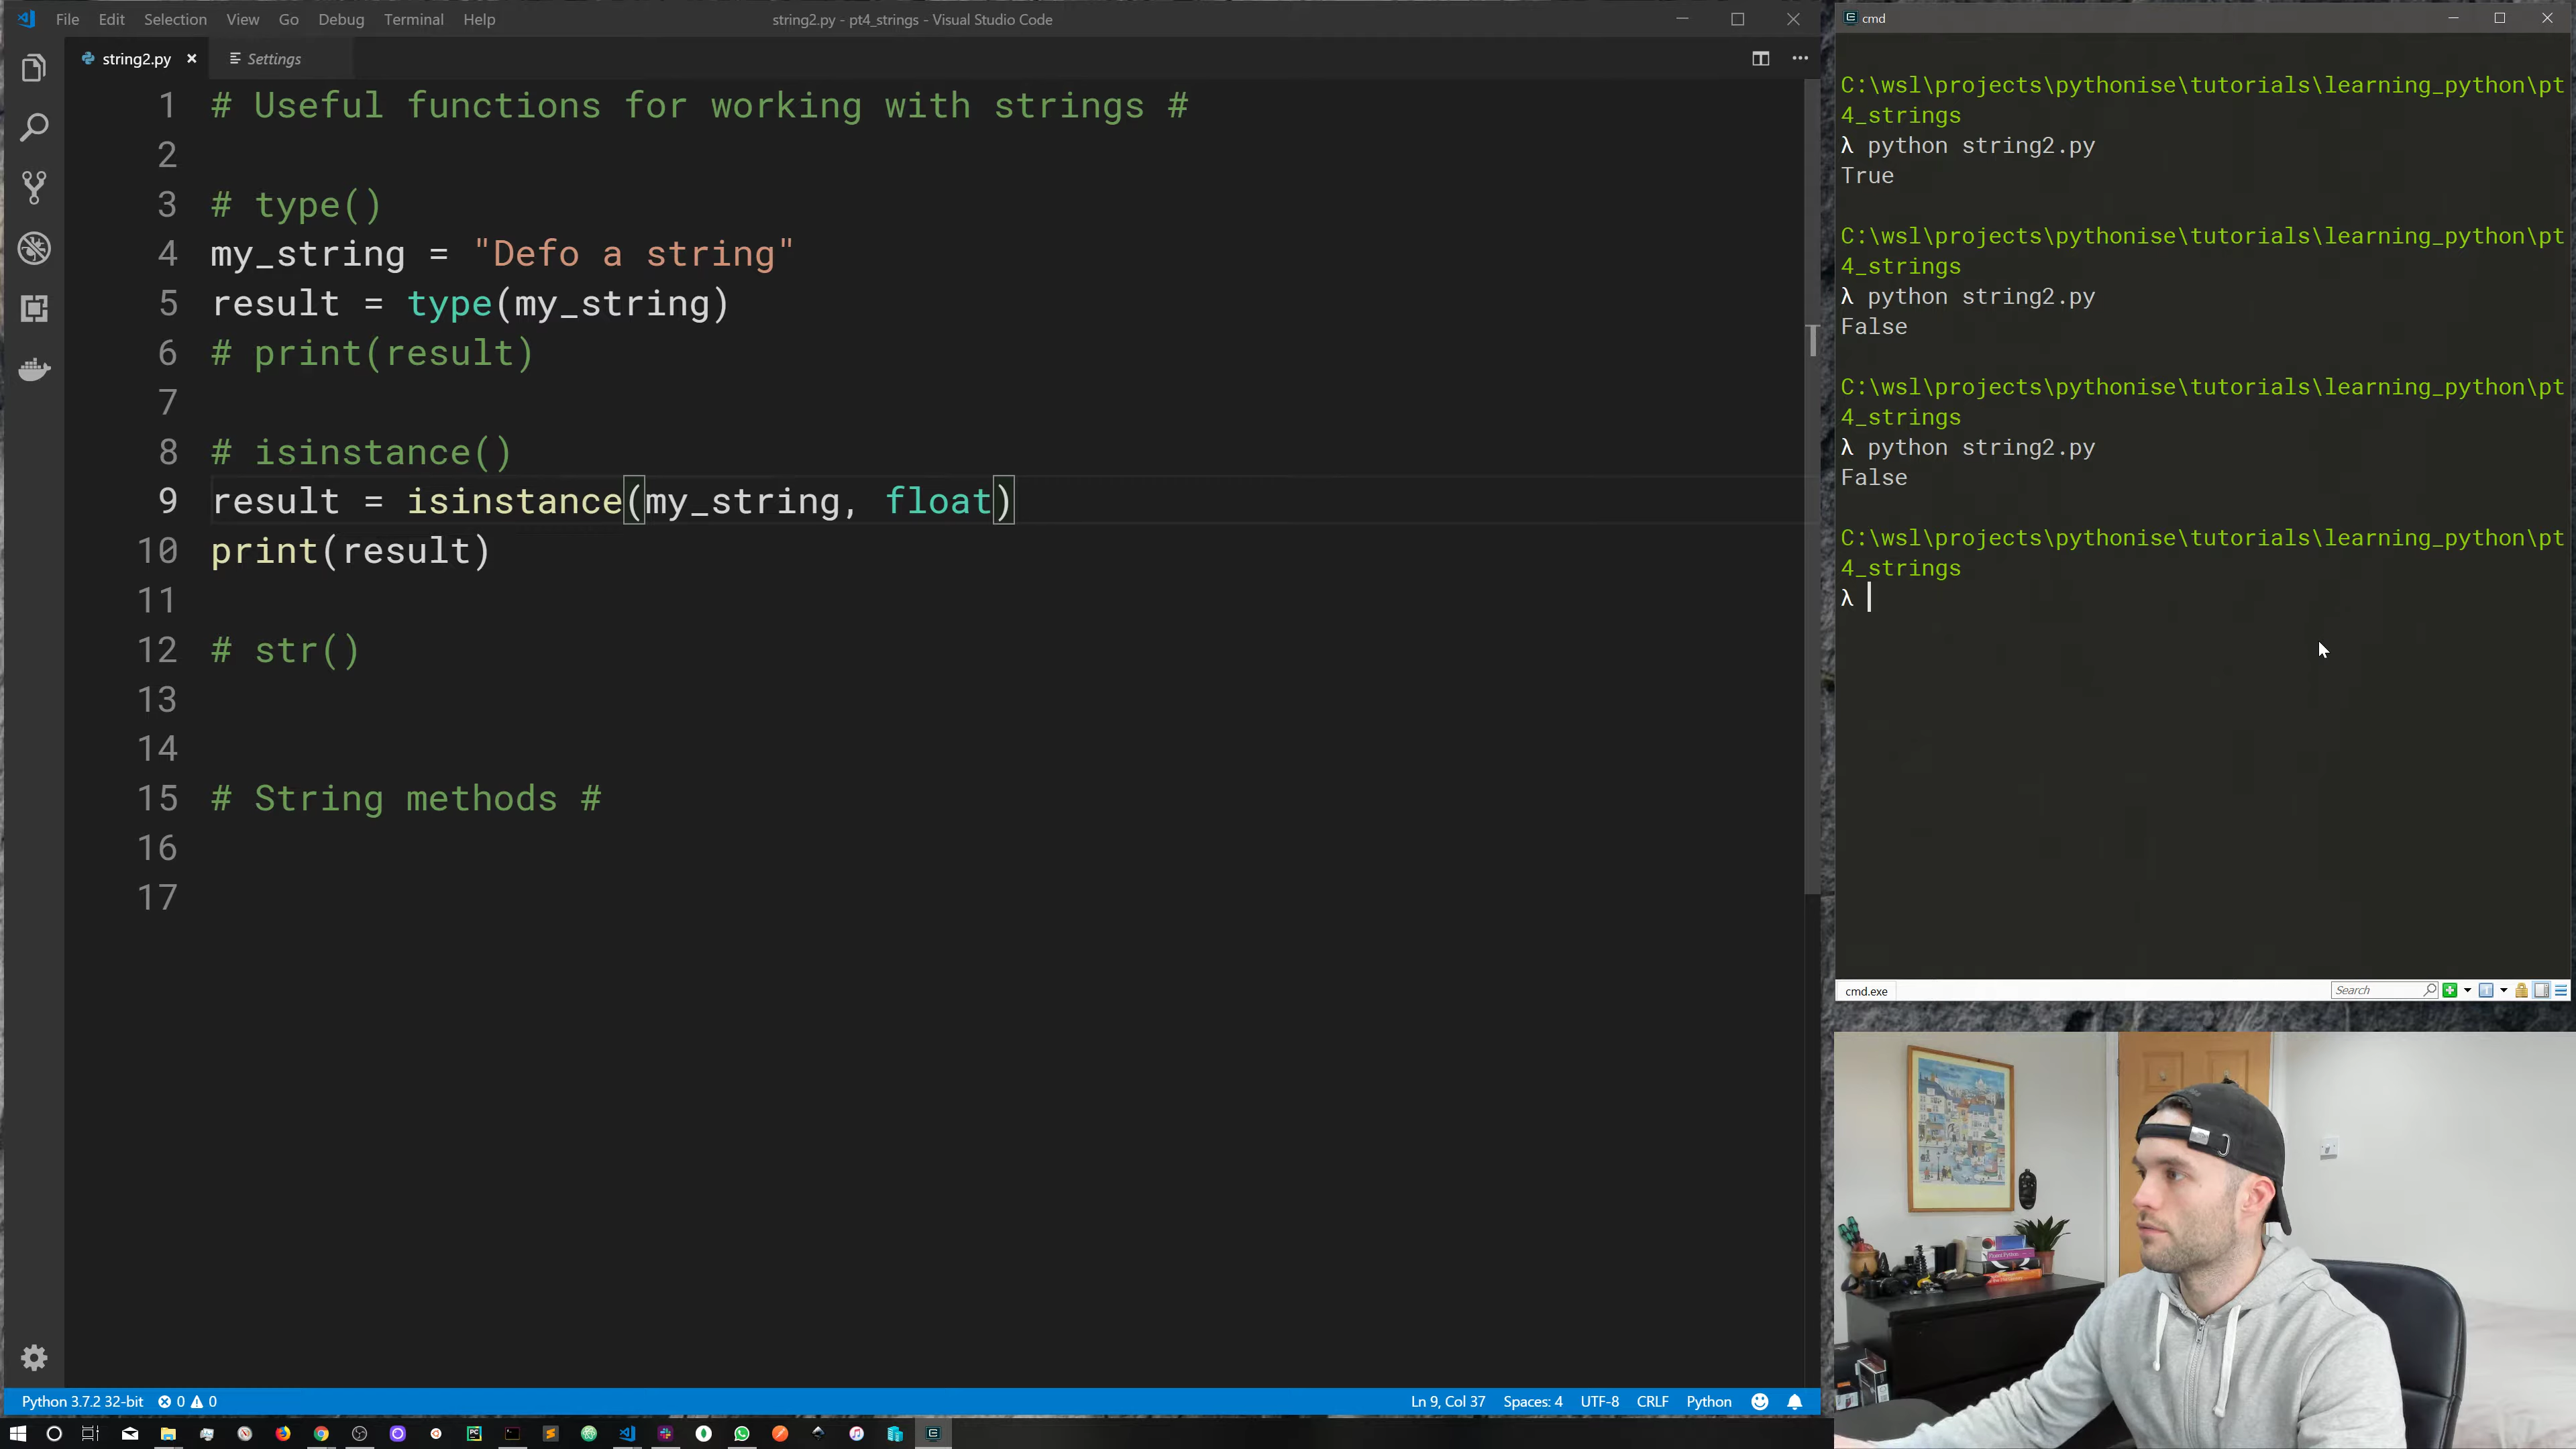 File Edit Selection View Go Debug Terminal Help
string2.py - pt4_strings - Visual Studio Code
string2.py
Settings
1 # Useful functions for working with strings #
2
3 # type()
4 my_string = "Defo a string"
5 result = type(my_string)
6 # print(result)
7
8 # isinstance()
9 result = isinstance(my_string, float)
10 print(result)
11
12 # str()
13
14
15 # String methods #
16
17
Python 3.7.2 32-bit 0 0
Ln 9, Col 37 Spaces: 4 UTF-8 CRLF Python
cmd
C:\wsl\projects\pythonise\tutorials\learning_python\pt
4_strings
λ python string2.py
True
C:\wsl\projects\pythonise\tutorials\learning_python\pt
4_strings
λ python string2.py
False
C:\wsl\projects\pythonise\tutorials\learning_python\pt
4_strings
λ python string2.py
False
C:\wsl\projects\pythonise\tutorials\learning_python\pt
4_strings
λ
cmd.exe
Search